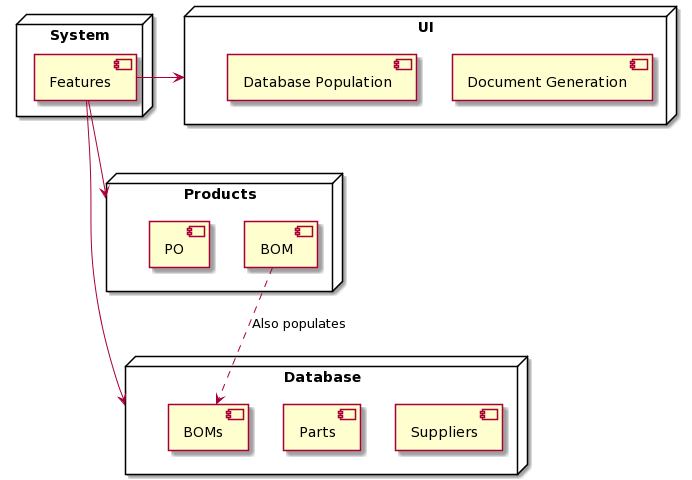 System
Features
UI
Database Population
Document Generation
Products
PO
BOM
Also populates
Database
BOMs
Parts
Suppliers